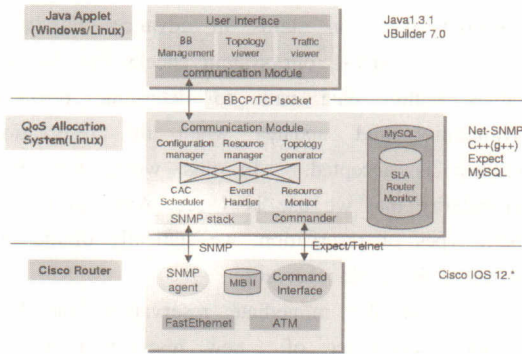 Java Applet
(Windows/Linux)
User interface
BB
Management
Topology
viewer
Traffic
viewer
communication Module
Java1.3.1
JBuilder 7.0
BBCP/TCP socket
QoS Allocation
System(Linux)
Communication Module
Configuration
manager
Resource
manager
Topology
generator
CAC
Scheduler
Event
Handler
Resource
Monitor
SNMP stack
Commander
MySQL
SLA
Router
Monitor
Net-SNMP
C++(g++)
Expect
MySQL
SNMP
Expect/Telnet
Cisco Router
SNMP
agent
MIB II
Command
Interface
FastEthernet
ATM
Cisco IOS 12.*